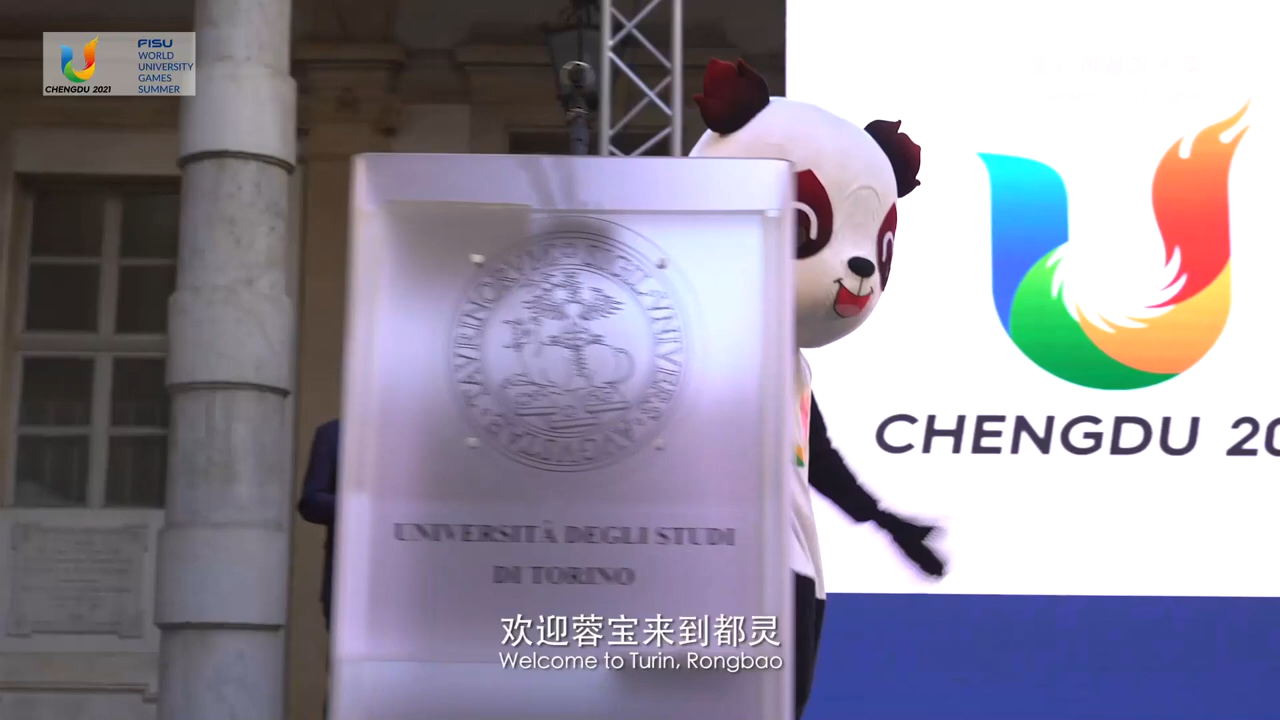 CHENGDU 2021
FISU
WORLD
UNIVERSITY
GAMES
SUMMER
CHENGDU 20
UNIVERSITÀ DEGLI STUDI
DI TORINO
欢迎蓉宝来到都灵
Welcome to Turin, Rongbao